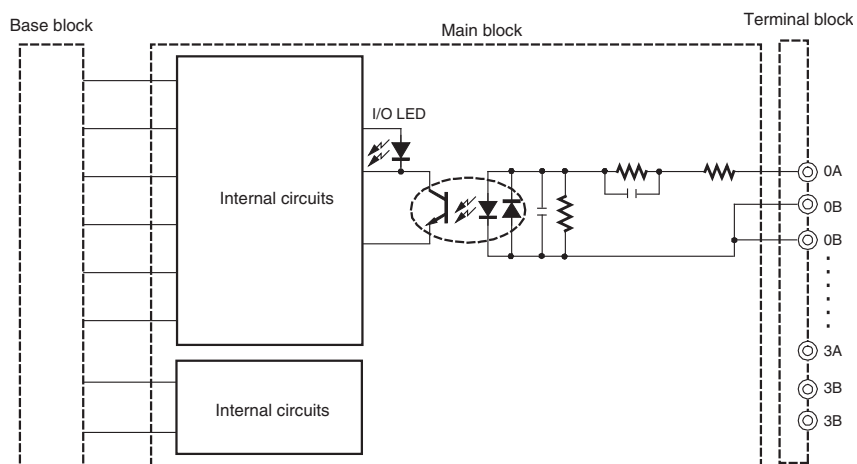 Base block
Main block
Terminal block
I/O LED
Internal circuits
0A
0B
0B
3A
3B
3B
Internal circuits